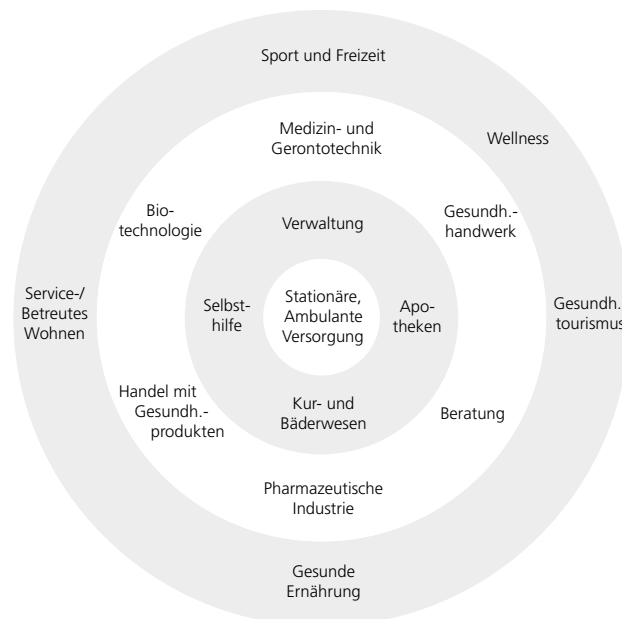 Sport und Freizeit
Medizin- und
Gerontotechnik
Wellness
Bio-
technologie
Gesundh.-
handwerk
Verwaltung
Service-/
Betreutes
Wohnen
Selbst-
hilfe
Stationäre,
Ambulante
Versorgung
Apo-
theken
Gesundh.
tourismus
Handel mit
Gesundh.-
produkten
Kur- und
Bäderwesen
Beratung
Pharmazeutische
Industrie
Gesunde
Ernährung